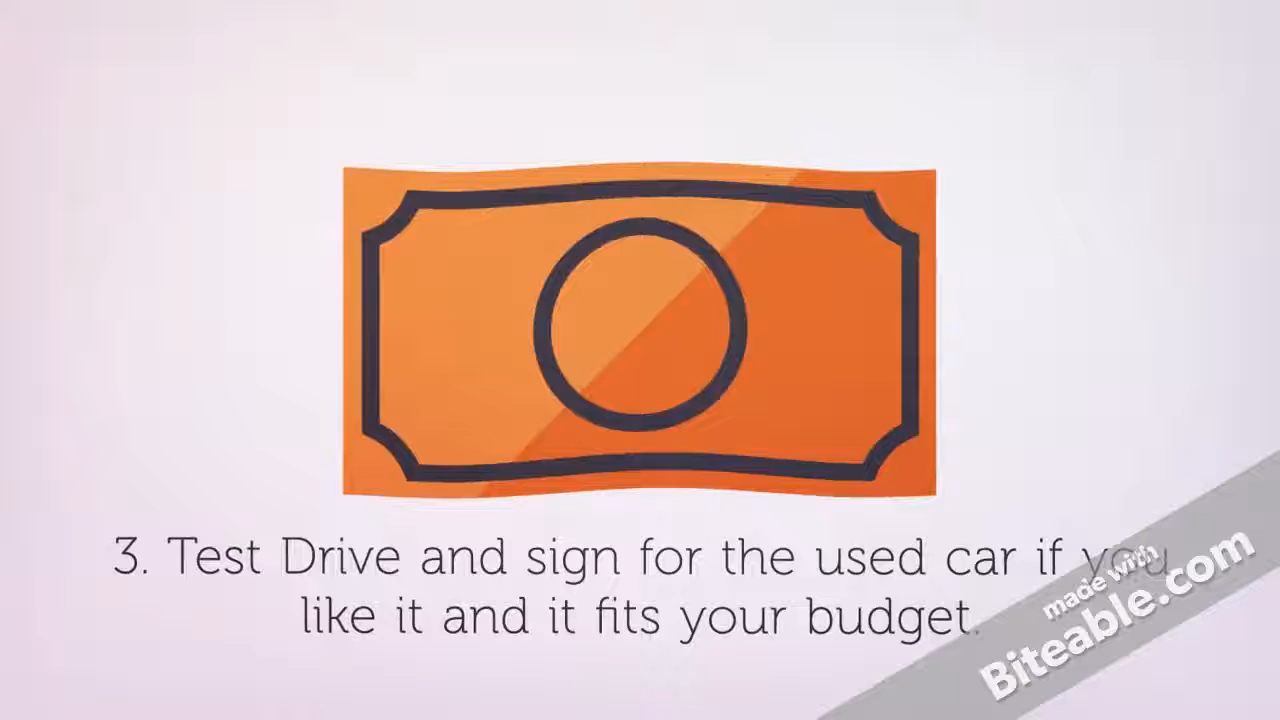 3. Test Drive and sign for the used car if you
like it and it fits your budget.
made with
Biteable.com